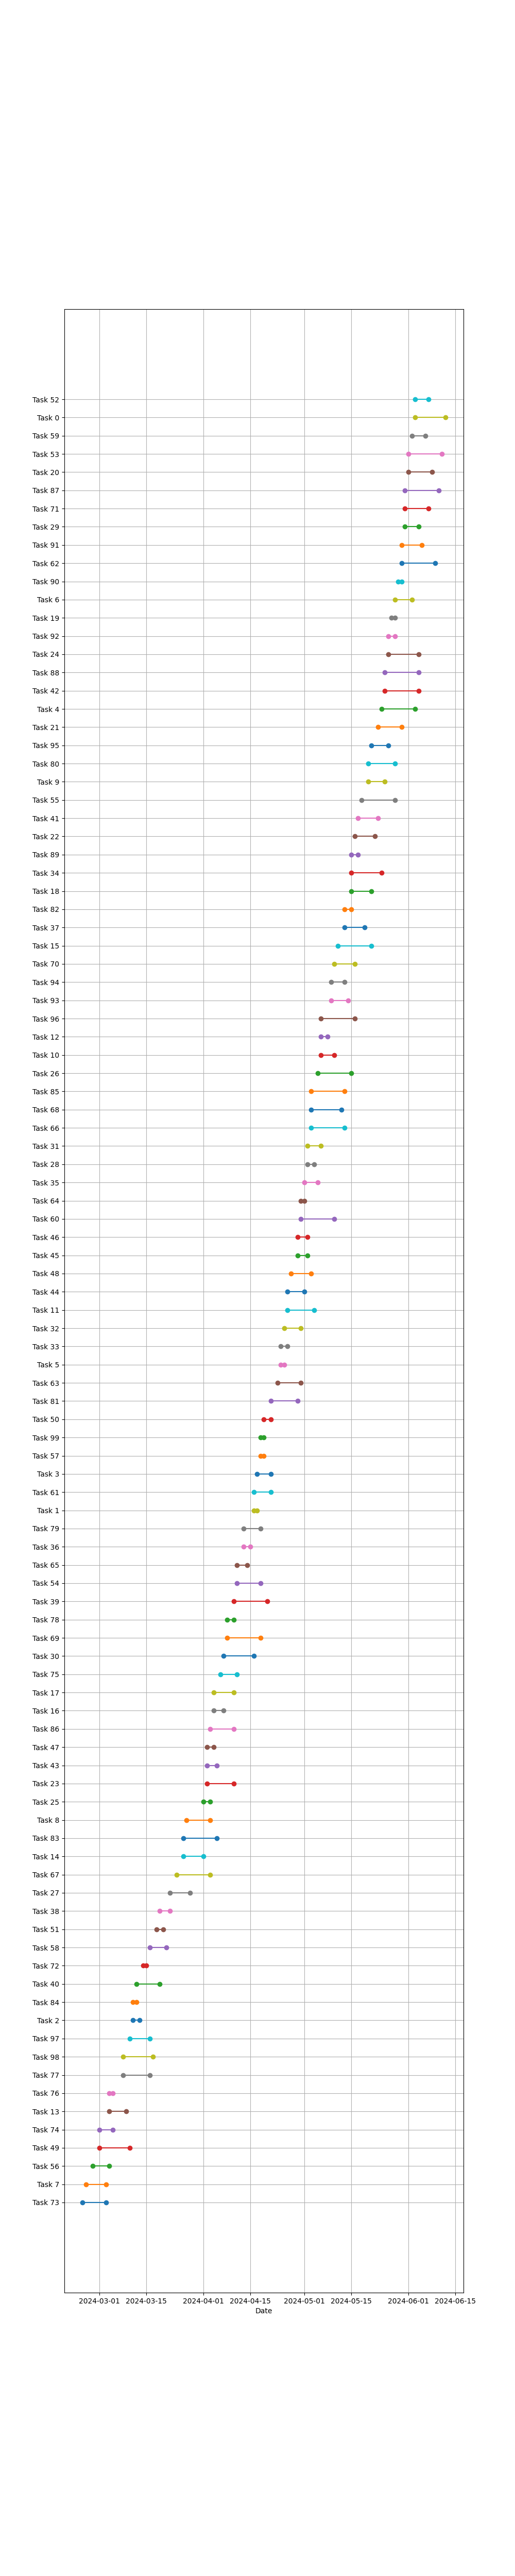 Task 52
Task 0
Task 59
Task 53
Task 20
Task 87
Task 71
Task 29
Task 91
Task 62
Task 90
Task 6
Task 19
Task 92
Task 24
Task 88
Task 42
Task 4
Task 21
Task 95
Task 80
Task 9
Task 55
Task 41
Task 22
Task 89
Task 34
Task 18
Task 82
Task 37
Task 15
Task 70
Task 94
Task 93
Task 96
Task 12
Task 10
Task 26
Task 85
Task 68
Task 66
Task 31
Task 28
Task 35
Task 64
Task 60
Task 46
Task 45
Task 48
Task 44
Task 11
Task 32
Task 33
Task 5
Task 63
Task 81
Task 50
Task 99
Task 57
Task 3
Task 61
Task 1
Task 79
Task 36
Task 65
Task 54
Task 39
Task 78
Task 69
Task 30
Task 75
Task 17
Task 16
Task 86
Task 47
Task 43
Task 23
Task 25
Task 8
Task 83
Task 14
Task 67
Task 27
Task 38
Task 51
Task 58
Task 72
Task 40
Task 84
Task 2
Task 97
Task 98
Task 77
Task 76
Task 13
Task 74
Task 49
Task 56
Task 7
Task 73
2024-03-01 2024-03-15 2024-04-01 2024-04-15 2024-05-01 2024-05-15 2024-06-01 2024-06-15
Date